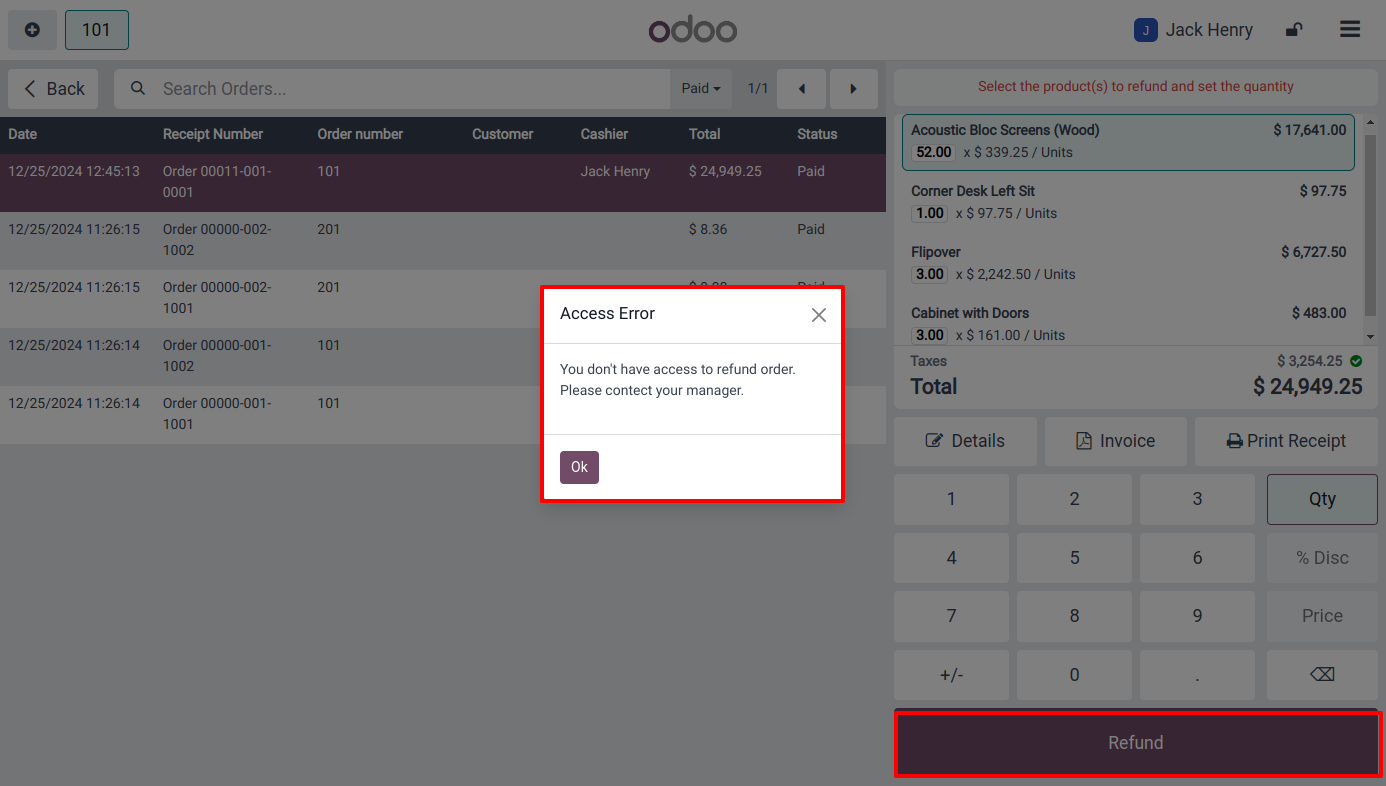 101
odoo
J Jack Henry
Back
Search Orders...
Paid
1/1
Date Receipt Number Order number Customer Cashier Total Status
12/25/2024 12:45:13 Order 00011-001-0001 101 Jack Henry $ 24,949.25 Paid
12/25/2024 11:26:15 Order 00000-002-1002 201 $ 8.36 Paid
12/25/2024 11:26:15 Order 00000-002-1001 201
12/25/2024 11:26:14 Order 00000-001-1002 101
12/25/2024 11:26:14 Order 00000-001-1001 101
Access Error
You don't have access to refund order.
Please contect your manager.
Ok
Select the product(s) to refund and set the quantity
Acoustic Bloc Screens (Wood) $ 17,641.00
52.00 x $ 339.25 / Units
Corner Desk Left Sit $ 97.75
1.00 x $ 97.75 / Units
Flipover $ 6,727.50
3.00 x $ 2,242.50 / Units
Cabinet with Doors $ 483.00
3.00 x $ 161.00 / Units
Taxes $ 3,254.25
Total $ 24,949.25
Details Invoice Print Receipt
1 2 3 Qty
4 5 6 % Disc
7 8 9 Price
+/- 0 . ⌫
Refund